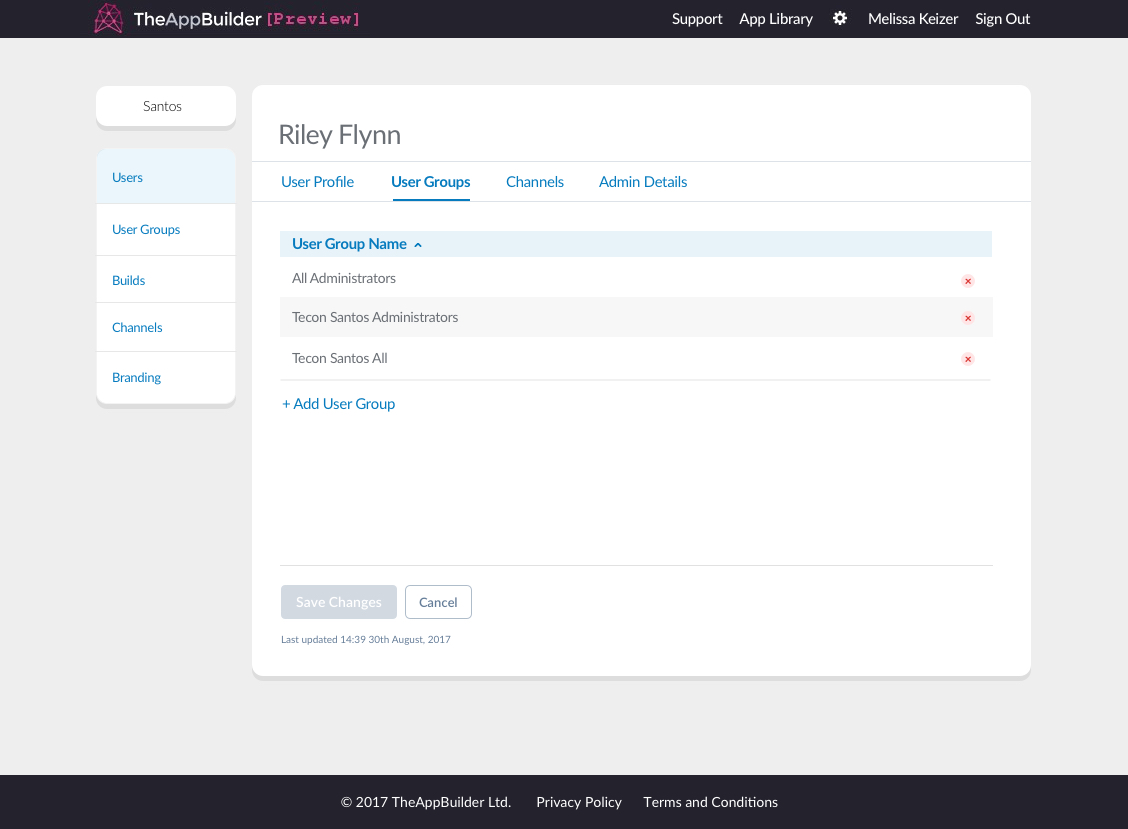 TheAppBuilder [Preview]
Support App Library Melissa Keizer Sign Out
Santos
Users
User Groups
Builds
Channels
Branding
Riley Flynn
User Profile User Groups Channels Admin Details
User Group Name
All Administrators
Tecon Santos Administrators
Tecon Santos All
+ Add User Group
Save Changes Cancel
Last updated 14:39 30th August, 2017
© 2017 TheAppBuilder Ltd. Privacy Policy Terms and Conditions